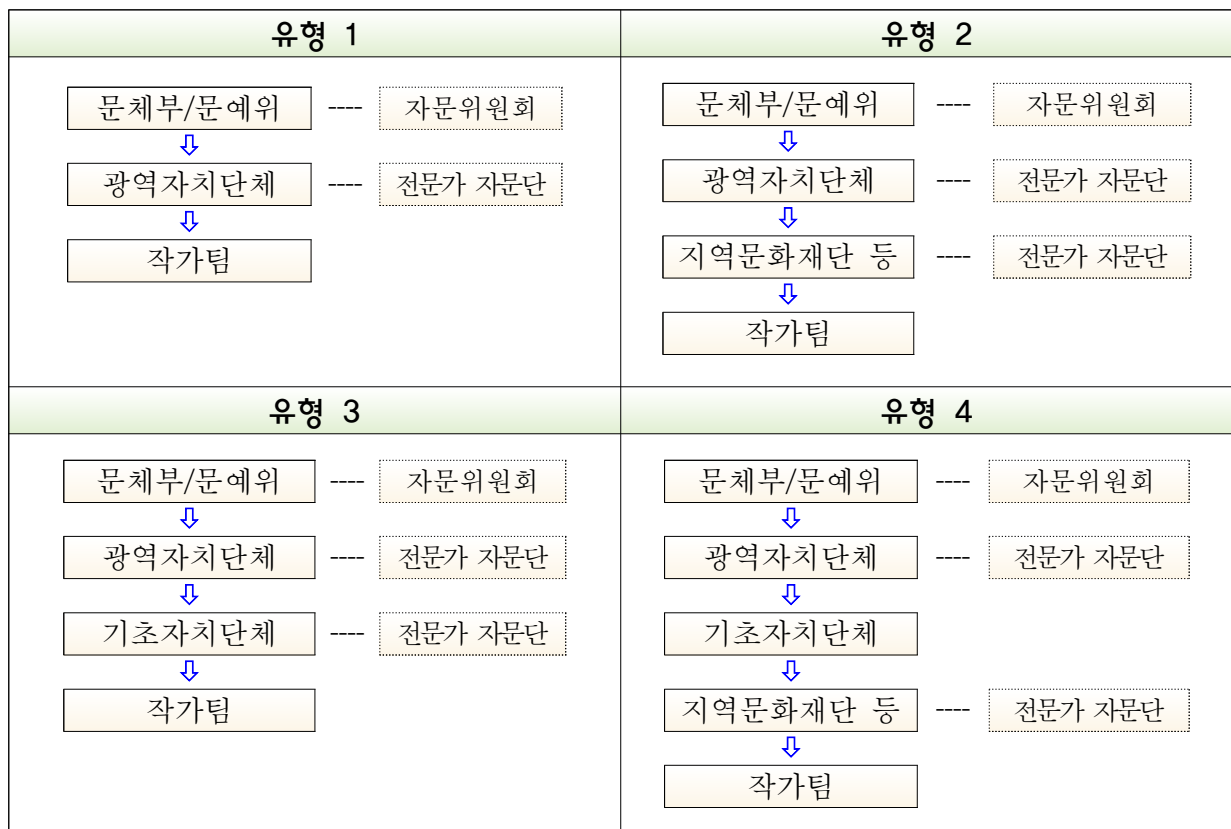 유형 1
문체부/문예위 ---- 자문위원회
광역자치단체 ---- 전문가 자문단
작가팀
유형 2
문체부/문예위 ---- 자문위원회
광역자치단체 ---- 전문가 자문단
지역문화재단 등 ---- 전문가 자문단
작가팀
유형 3
문체부/문예위 ---- 자문위원회
광역자치단체 ---- 전문가 자문단
기초자치단체 ---- 전문가 자문단
작가팀
유형 4
문체부/문예위 ---- 자문위원회
광역자치단체 ---- 전문가 자문단
기초자치단체
지역문화재단 등 ---- 전문가 자문단
작가팀